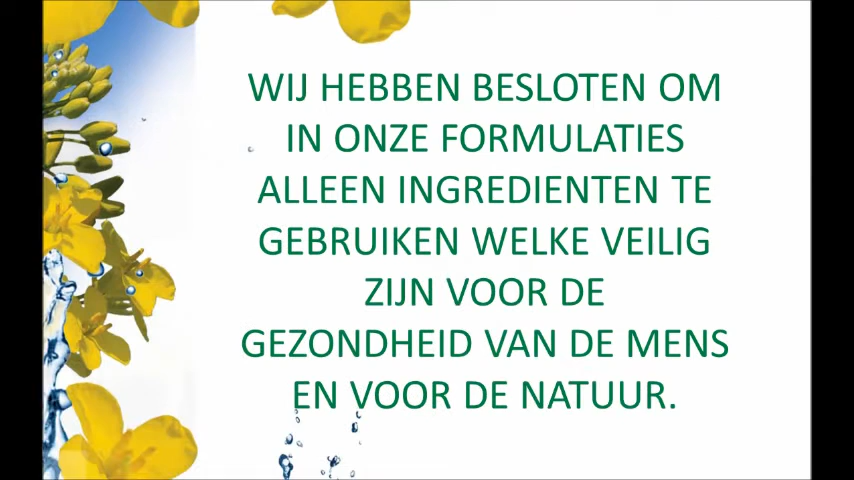 WIJ HEBBEN BESLOTEN OM
IN ONZE FORMULATIES
ALLEEN INGREDIENTEN TE
GEBRUIKEN WELKE VEILIG
ZIJN VOOR DE
GEZONDHEID VAN DE MENS
EN VOOR DE NATUUR.